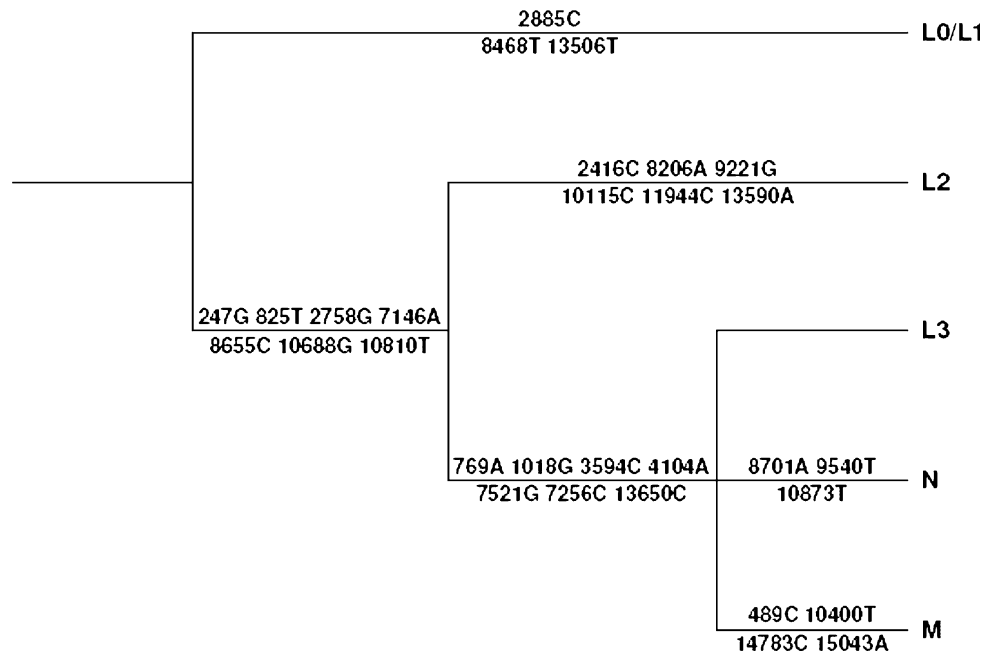 2885C
8468T 13506T
L0/L1
2416C 8206A 9221G
10115C 11944C 13590A
L2
247G 825T 2758G 7146A
8655C 10688G 10810T
L3
769A 1018G 3594C 4104A
7521G 7256C 13650C
8701A 9540T
10873T
N
489C 10400T
14783C 15043A
M